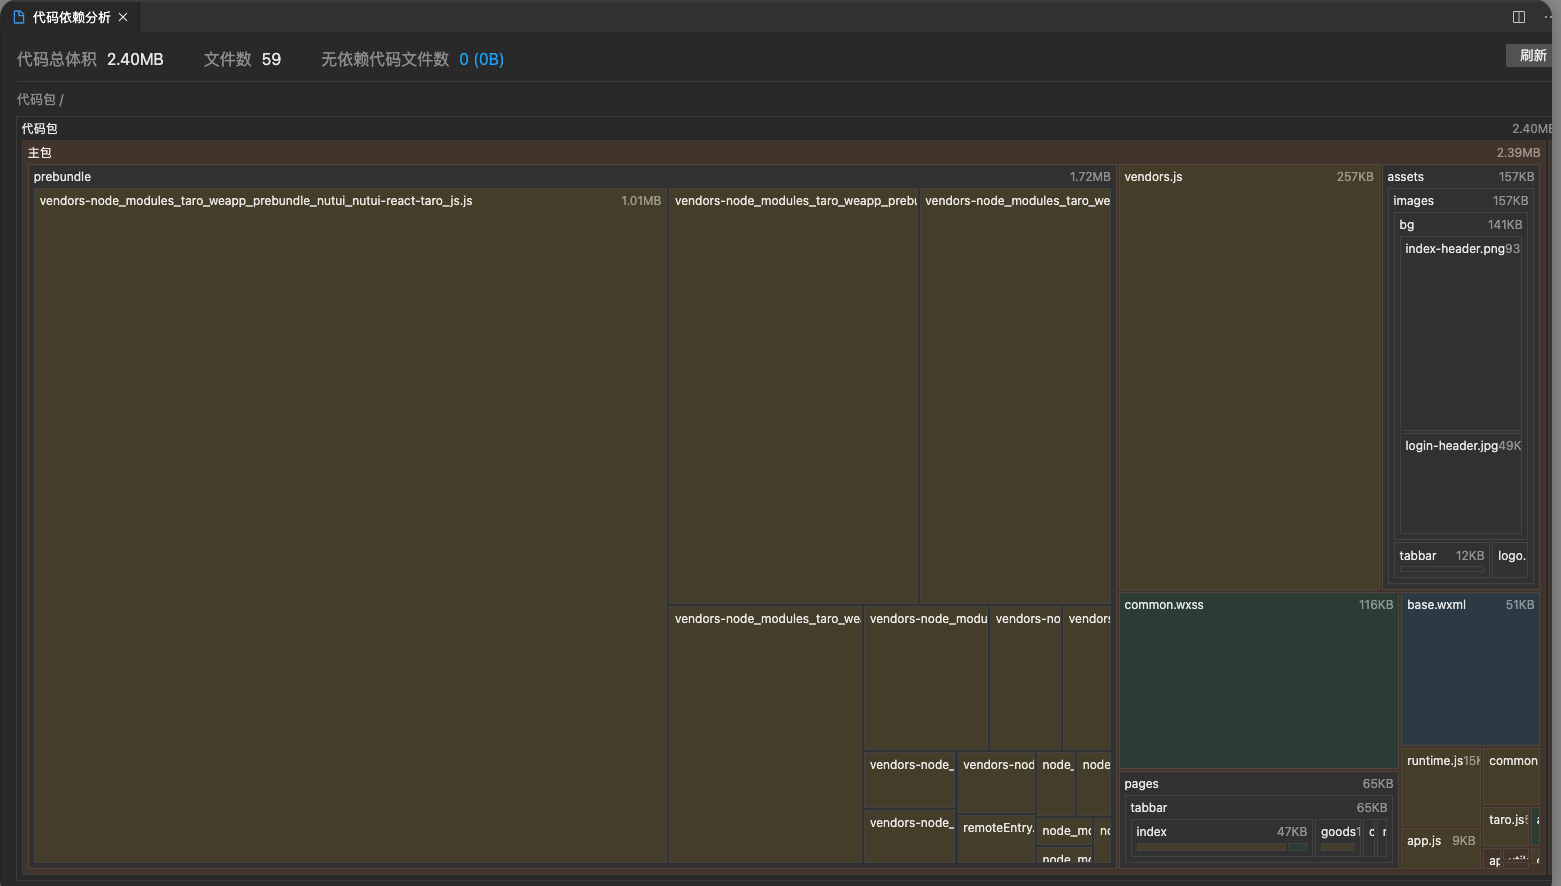 代码依赖分析
代码总体积 2.40MB 文件数 59 无依赖代码文件数 0 (0B) 刷新
代码包 /
代码包 2.40MB
主包 2.39MB
prebundle 1.72MB
vendors-node_modules_taro_weapp_prebundle_nutui_nutui-react-taro_js.js 1.01MB
vendors-node_modules_taro_weapp_prebu
vendors-node_modules_taro_we
vendors-node_modules_taro_wea
vendors-node_modu
vendors-no
vendors
vendors-node_
vendors-nod
node_
node
vendors-node_
remoteEntry.
node_mo
no
node_mo
vendors.js 257KB
assets 157KB
images 157KB
bg 141KB
index-header.png 93
login-header.jpg 49K
tabbar 12KB
logo.
common.wxss 116KB
base.wxml 51KB
pages 65KB
tabbar 65KB
index 47KB
goods 1
c
r
runtime.js 15K
common
taro.js
app.js 9KB
ap
utils